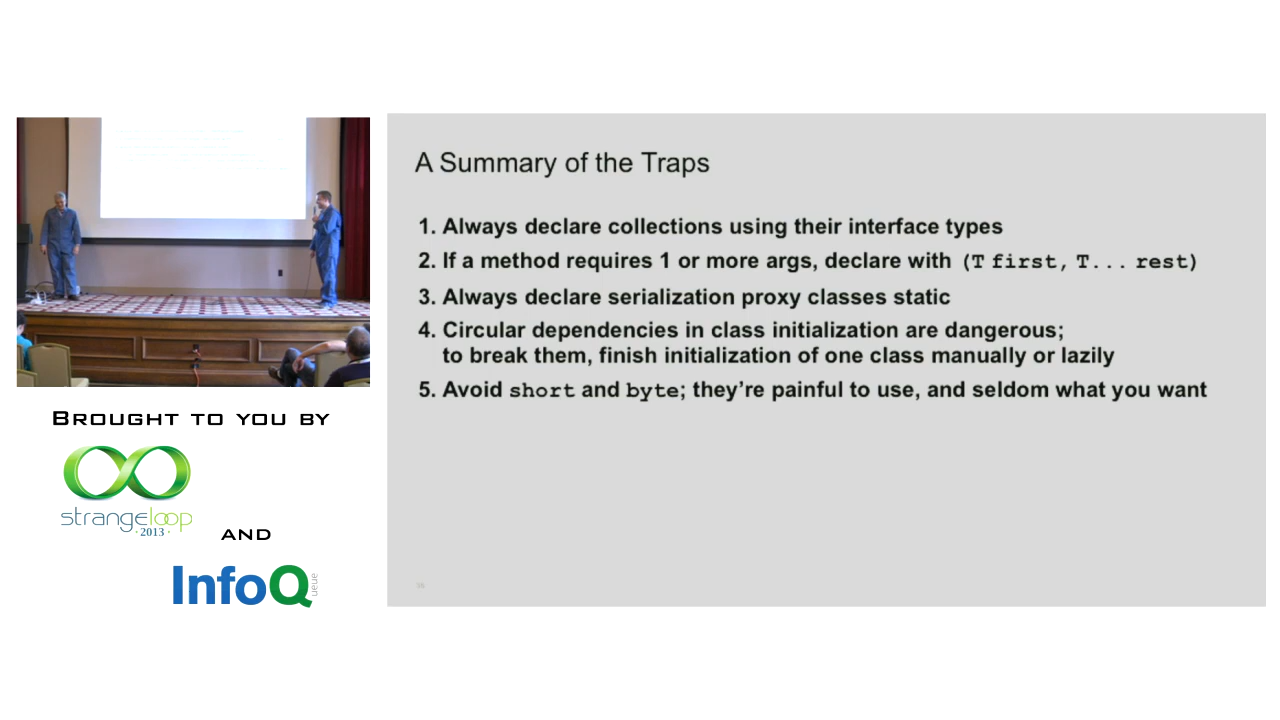 A Summary of the Traps
1. Always declare collections using their interface types
2. If a method requires 1 or more args, declare with (T first, T... rest)
3. Always declare serialization proxy classes static
4. Circular dependencies in class initialization are dangerous;
to break them, finish initialization of one class manually or lazily
5. Avoid short and byte; they're painful to use, and seldom what you want
BROUGHT TO YOU BY
strangeloop
·2013·
AND
InfoQ
ueue